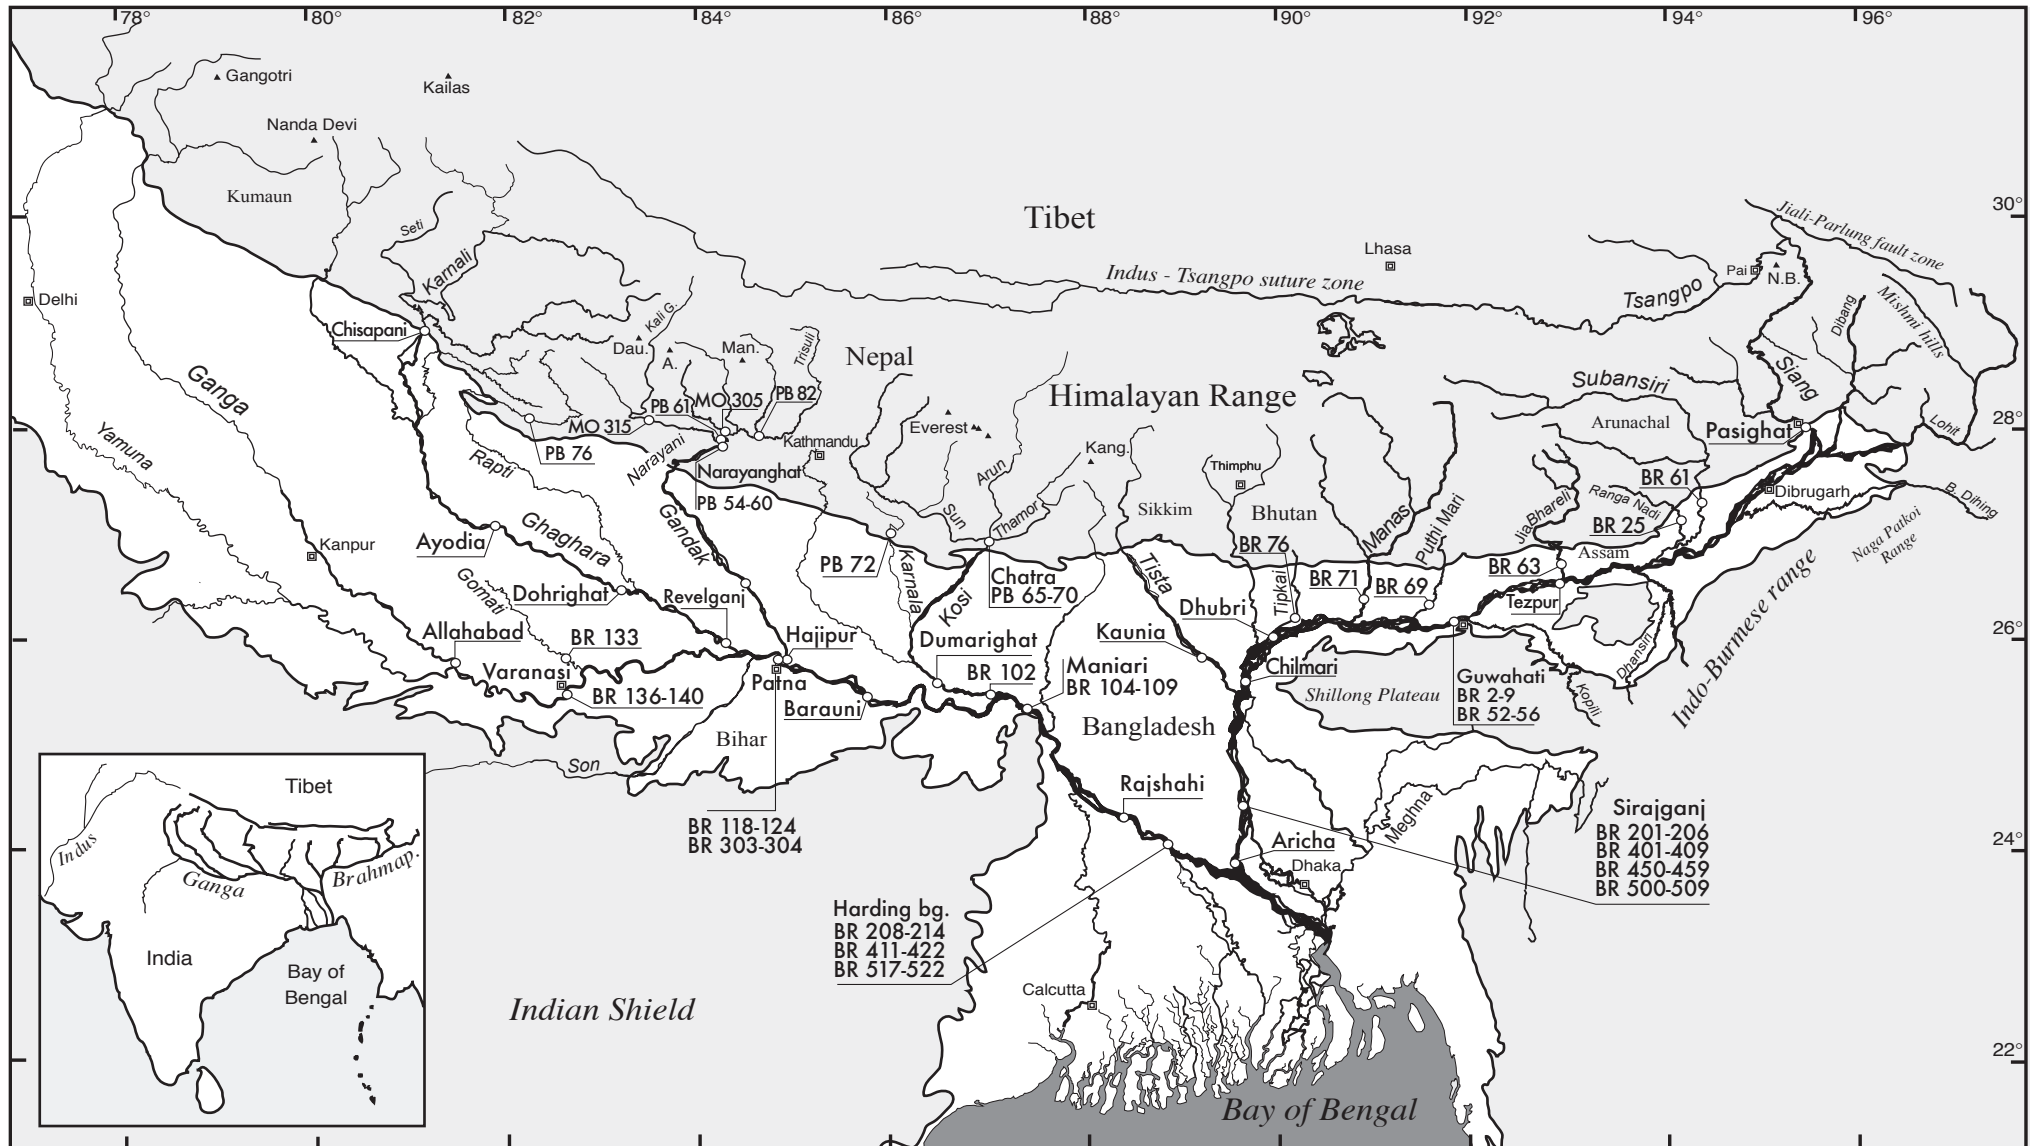 78°
80°
82°
84°
86°
88°
90°
92°
94°
96°
Gangotri
Kailas
Nanda Devi
Kumaun
Tibet
30°
Jiali-Parlung fault zone
Lhasa
Seti
Karnali
Indus - Tsangpo suture zone
Tsangpo
Pai
N.B.
Delhi
Mishmi hills
Dibang
Chisapani
Kali G.
Dau.
A.
Man.
Trisuli
Nepal
Himalayan Range
Subansiri
Siang
Ganga
PB 61
MO 305
PB 82
MO 315
Everest
Arunachal
Pasighat
Lohit
28°
Yamuna
Rapti
PB 76
Narayani
Narayanghat
PB 54-60
Kathmandu
Arun
Kang.
Thimphu
Sikkim
Bhutan
Manas
Puthi Mari
JiaBhareli
Ranga Nadi
BR 61
BR 25
Dibrugarh
B. Dihing
Naga Patkoi
Range
Kanpur
Ayodia
Ghaghara
Gandak
Sun
Thamor
PB 72
Karnala
Kosi
Chatra
PB 65-70
Tista
BR 76
Tipkai
BR 71
BR 69
Assam
BR 63
Tezpur
Indo-Burmese range
Gomati
Dohrighat
Revelganj
Allahabad
BR 133
Hajipur
Dumarighat
Kaunia
Dhubri
26°
Varanasi
BR 136-140
Patna
Barauni
BR 102
Maniari
BR 104-109
Chilmari
Shillong Plateau
Guwahati
BR 2-9
BR 52-56
Kopili
Dhansiri
Bihar
Bangladesh
Son
Rajshahi
Meghna
Sirajganj
BR 201-206
BR 401-409
BR 450-459
BR 500-509
BR 118-124
BR 303-304
Aricha
Dhaka
24°
Harding bg.
BR 208-214
BR 411-422
BR 517-522
Calcutta
Indian Shield
22°
Bay of Bengal
Tibet
Indus
Ganga
Brahmap.
India
Bay of
Bengal